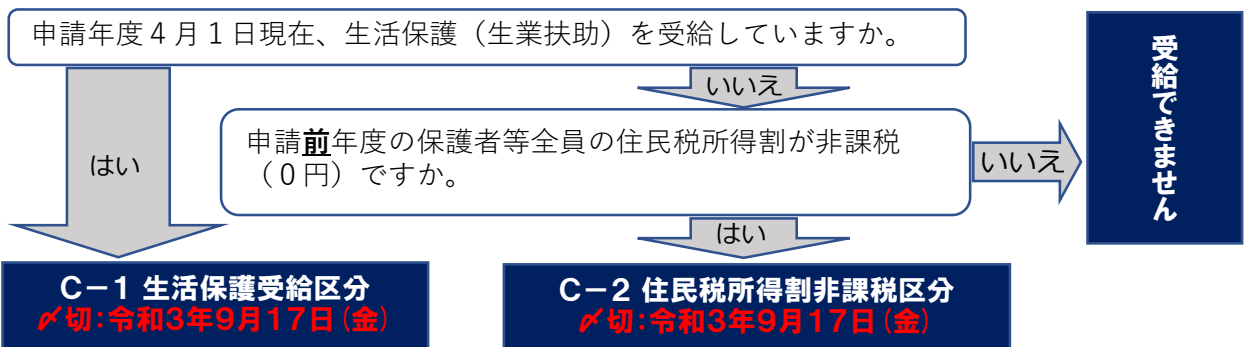 申請年度４月１日現在、生活保護（生業扶助）を受給していますか。
いいえ
受給できません
申請前年度の保護者等全員の住民税所得割が非課税
（０円）ですか。
はい
いいえ
はい
C－1 生活保護受給区分
〆切：令和3年9月17日（金）
C－2 住民税所得割非課税区分
〆切：令和3年9月17日（金）